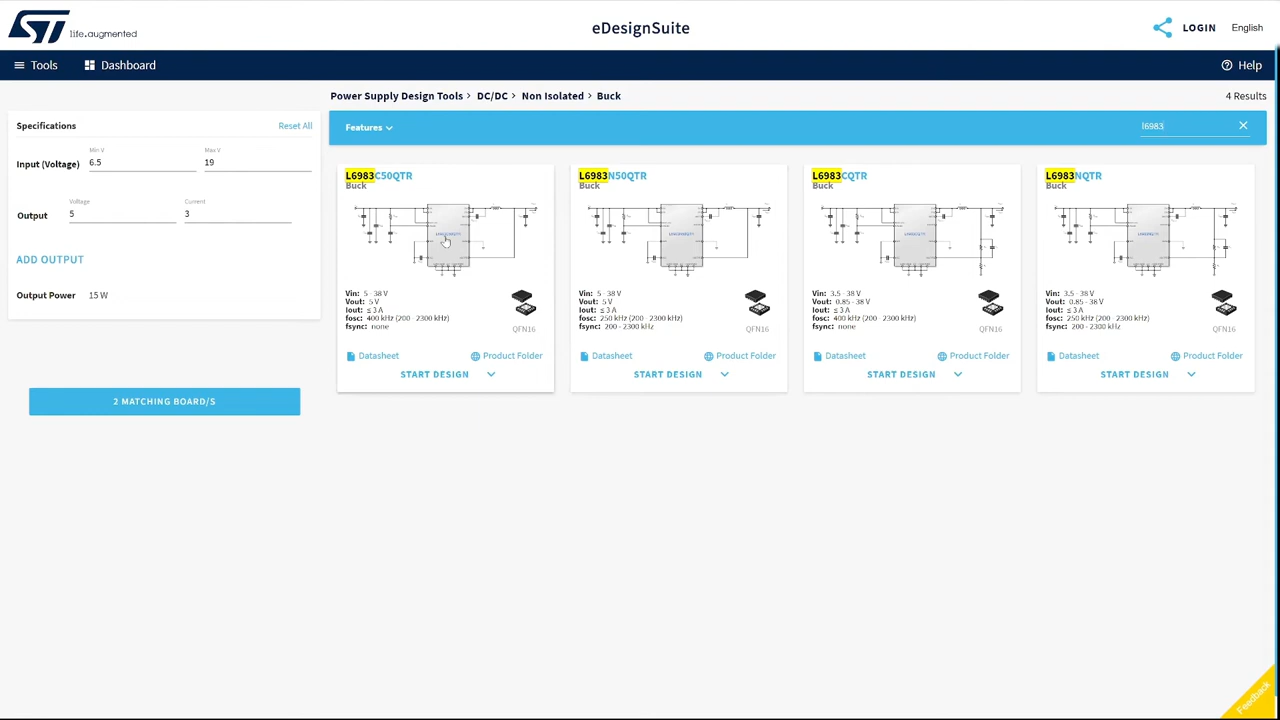 ST
life.augmented
eDesignSuite
LOGIN
English
Tools
Dashboard
Help
Power Supply Design Tools > DC/DC > Non Isolated > Buck
4 Results
Specifications
Reset All
Features
l6983
Input (Voltage)
Min V
6.5
Max V
19
Output
Voltage
5
Current
3
ADD OUTPUT
Output Power 15 W
2 MATCHING BOARD/S
L6983C50QTR
Buck
Vin: 5 - 38 V
Vout: 5 V
Iout: ≤ 3 A
fosc: 400 kHz (200 - 2300 kHz)
fsync: none
QFN16
Datasheet
Product Folder
START DESIGN
L6983N50QTR
Buck
Vin: 5 - 38 V
Vout: 5 V
Iout: ≤ 3 A
fosc: 250 kHz (200 - 2300 kHz)
fsync: 200 - 2300 kHz
QFN16
Datasheet
Product Folder
START DESIGN
L6983CQTR
Buck
Vin: 3.5 - 38 V
Vout: 0.85 - 38 V
Iout: ≤ 3 A
fosc: 400 kHz (200 - 2300 kHz)
fsync: none
QFN16
Datasheet
Product Folder
START DESIGN
L6983NQTR
Buck
Vin: 3.5 - 38 V
Vout: 0.85 - 38 V
Iout: ≤ 3 A
fosc: 250 kHz (200 - 2300 kHz)
fsync: 200 - 2300 kHz
QFN16
Datasheet
Product Folder
START DESIGN
Feedback